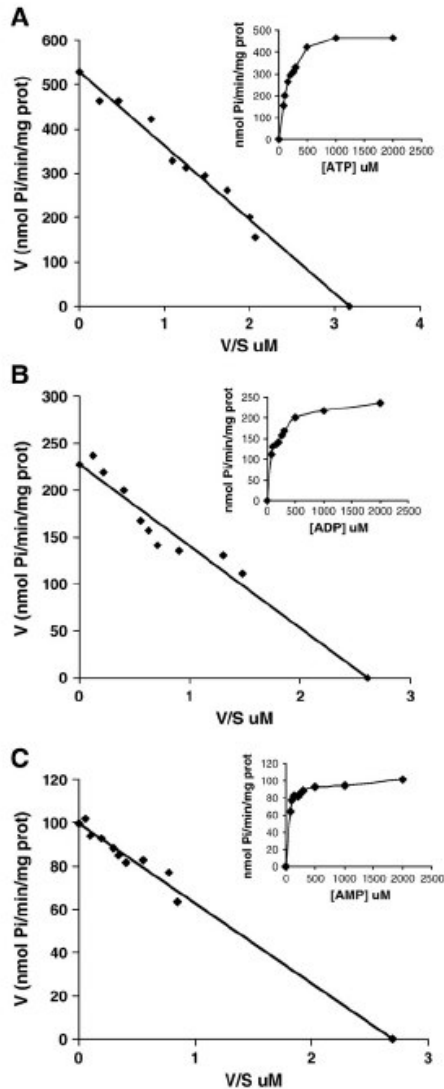 A
V (nmol Pi/min/mg prot)
600
500
400
300
200
100
0
0 1 2 3 4
V/S uM
nmol Pi/min/mg prot
500
400
300
200
100
0
0 500 1000 1500 2000 2500
[ATP] uM
B
V (nmol Pi/min/mg prot)
300
250
200
150
100
50
0
0 1 2 3
V/S uM
nmol Pi/min/mg prot
250
200
150
100
50
0
0 500 1000 1500 2000 2500
[ADP] uM
C
V (nmol Pi/min/mg prot)
120
100
80
60
40
20
0
0 1 2 3
V/S uM
nmol Pi/min/mg prot
120
100
80
60
40
20
0
0 500 1000 1500 2000 2500
[AMP] uM